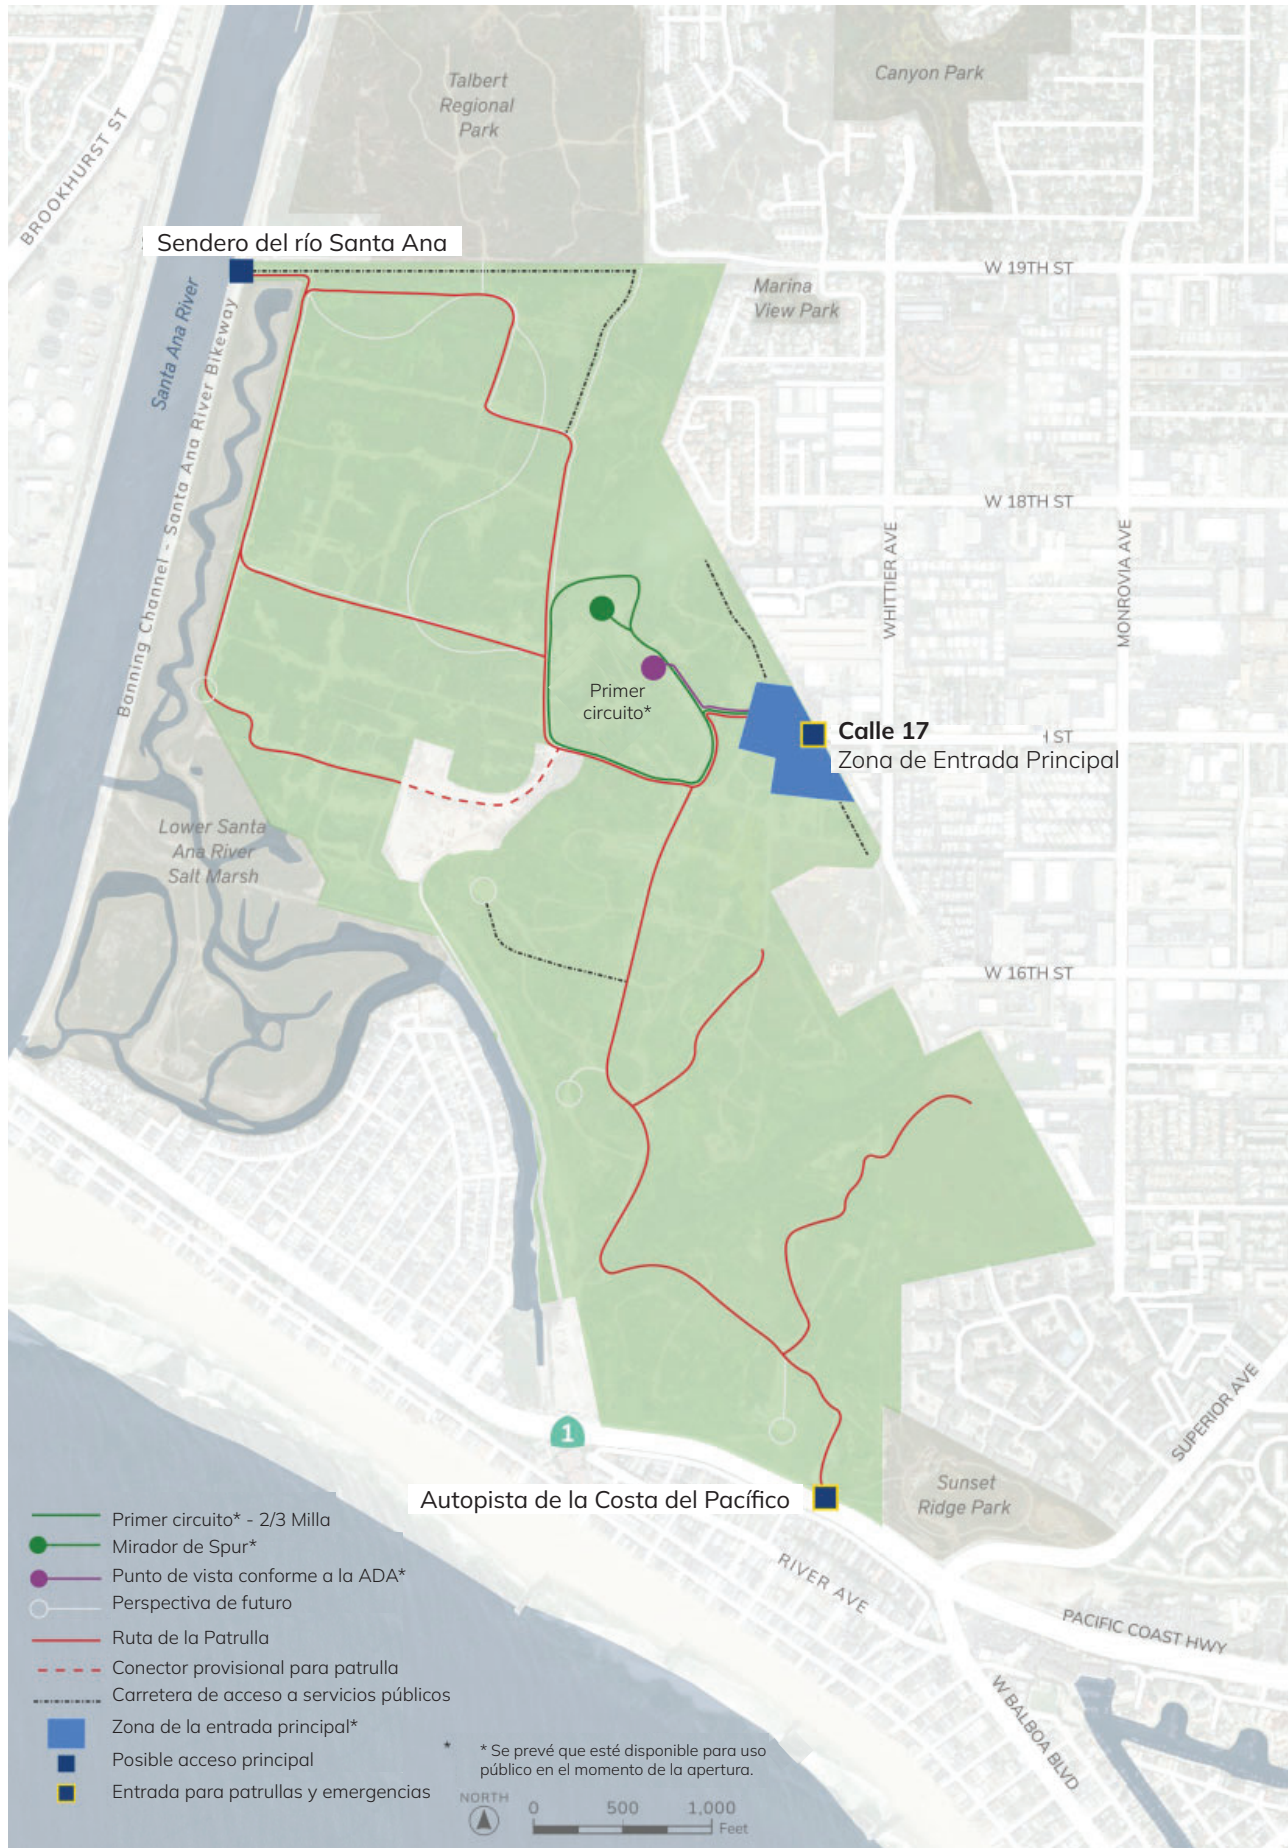 Talbert
Regional
Park
Canyon Park
BROOKHURST ST
Sendero del río Santa Ana
W 19TH ST
Marina
View Park
Santa Ana River
Banning Channel - Santa Ana River Bikeway
W 18TH ST
WHITTIER AVE
MONROVIA AVE
Primer
circuito*
Calle 17
H ST
Zona de Entrada Principal
Lower Santa
Ana River
Salt Marsh
W 16TH ST
SUPERIOR AVE
1
Autopista de la Costa del Pacífico
Sunset
Ridge Park
RIVER AVE
PACIFIC COAST HWY
W BALBOA BLVD
Primer circuito* - 2/3 Milla
Mirador de Spur*
Punto de vista conforme a la ADA*
Perspectiva de futuro
Ruta de la Patrulla
Conector provisional para patrulla
Carretera de acceso a servicios públicos
Zona de la entrada principal*
Posible acceso principal
Entrada para patrullas y emergencias
*
* Se prevé que esté disponible para uso
público en el momento de la apertura.
NORTH
0 500 1,000
Feet